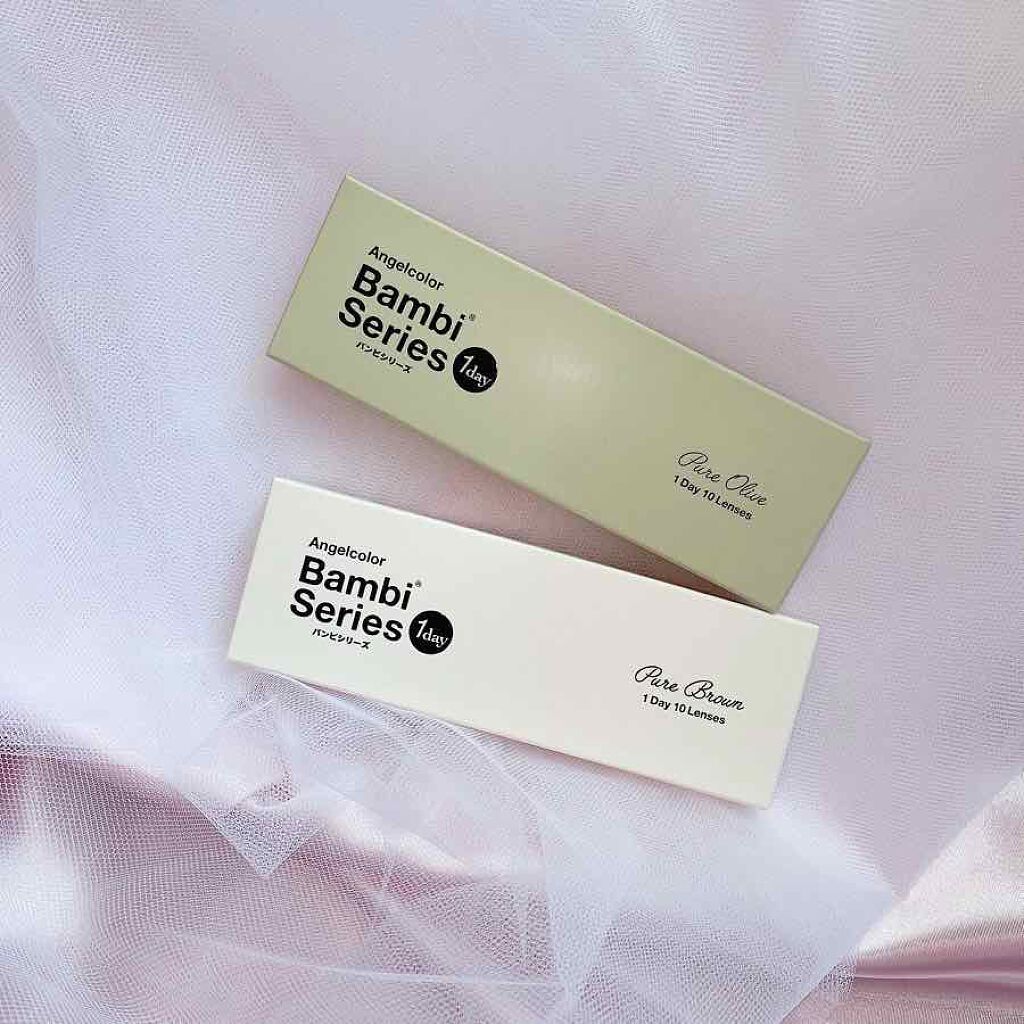 Angelcolor
Bambi®
Series 1day
バンビシリーズ
Pure Olive
1 Day 10 Lenses
Angelcolor
Bambi®
Series 1day
バンビシリーズ
Pure Brown
1 Day 10 Lenses